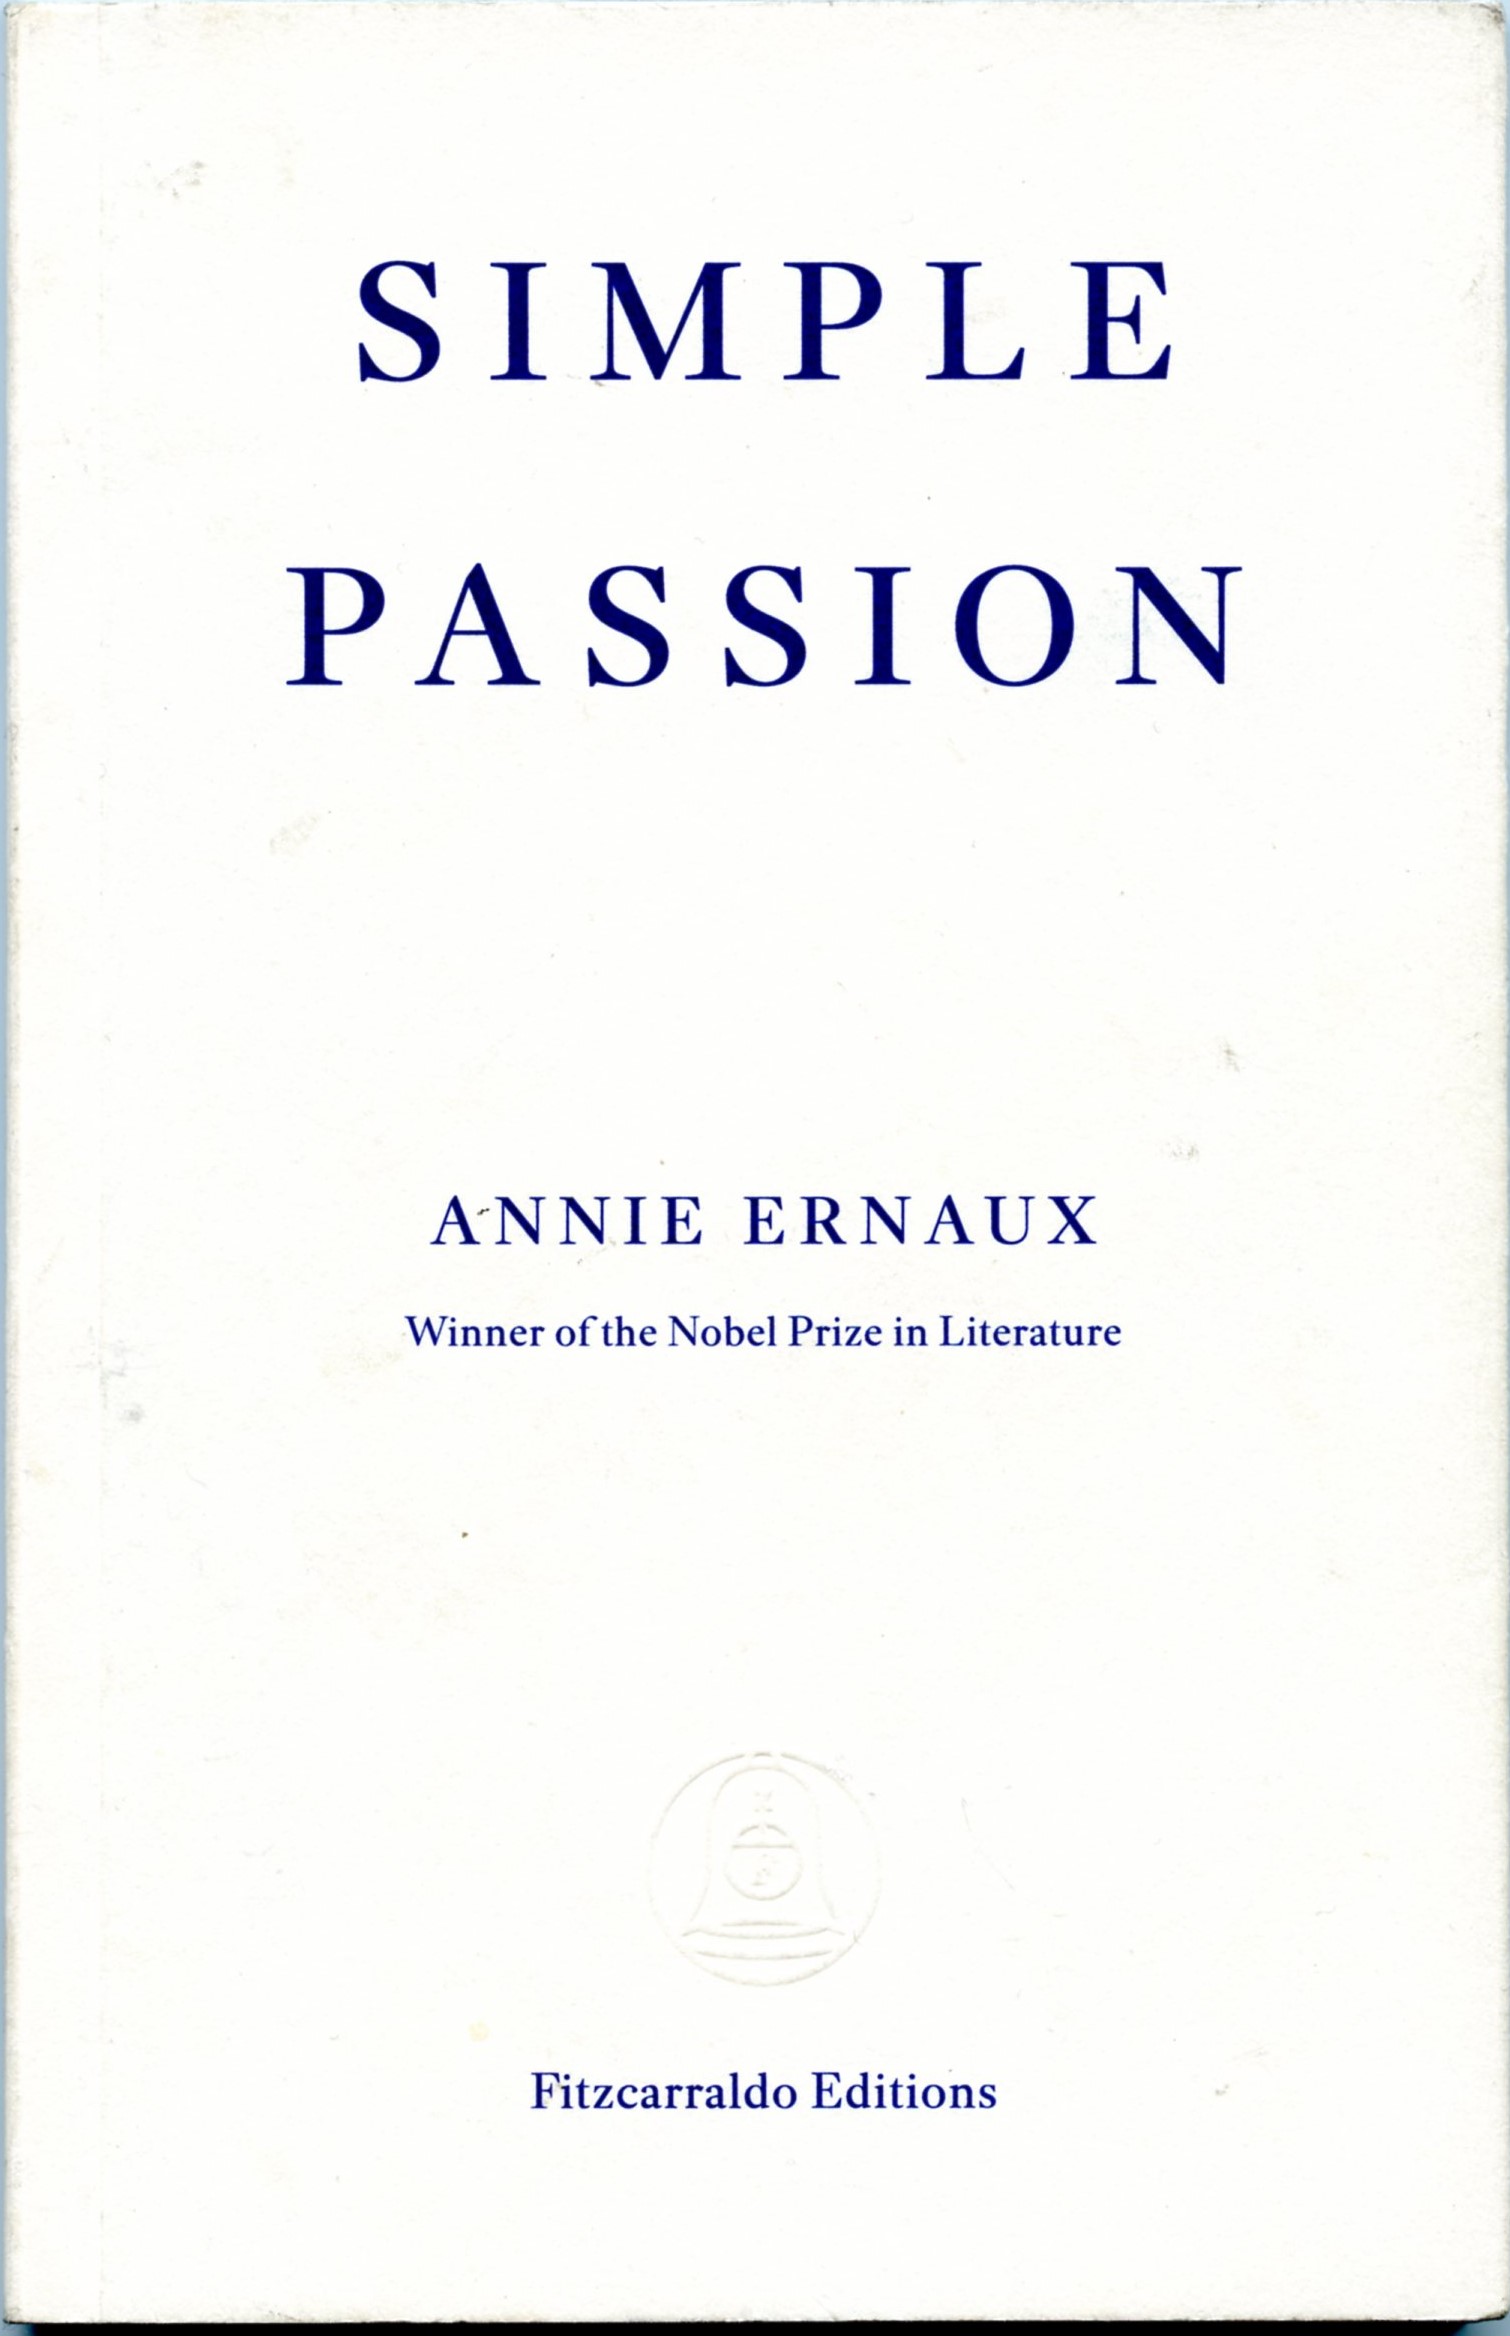 SIMPLE
PASSION
ANNIE ERNAUX
Winner of the Nobel Prize in Literature
Fitzcarraldo Editions